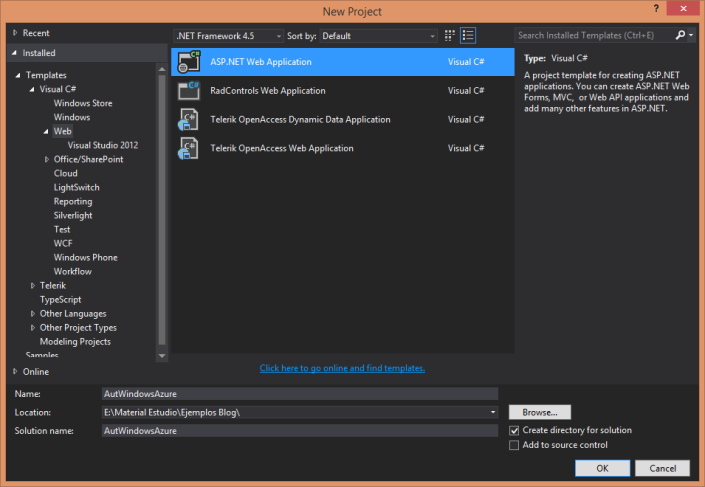 New Project
?
Recent
Installed
.NET Framework 4.5
Sort by:
Default
Search Installed Templates (Ctrl+E)
Templates
Visual C#
Windows Store
Windows
Web
Visual Studio 2012
Office/SharePoint
Cloud
LightSwitch
Reporting
Silverlight
Test
WCF
Windows Phone
Workflow
Telerik
TypeScript
Other Languages
Other Project Types
Modeling Projects
Samples
Online
ASP.NET Web Application Visual C#
RadControls Web Application Visual C#
Telerik OpenAccess Dynamic Data Application Visual C#
Telerik OpenAccess Web Application Visual C#
Type: Visual C#
A project template for creating ASP.NET
applications. You can create ASP.NET Web
Forms, MVC, or Web API applications and
add many other features in ASP.NET.
Click here to go online and find templates.
Name: AutWindowsAzure
Location: E:\Material Estudio\Ejemplos Blog\
Browse...
Solution name: AutWindowsAzure
Create directory for solution
Add to source control
OK
Cancel